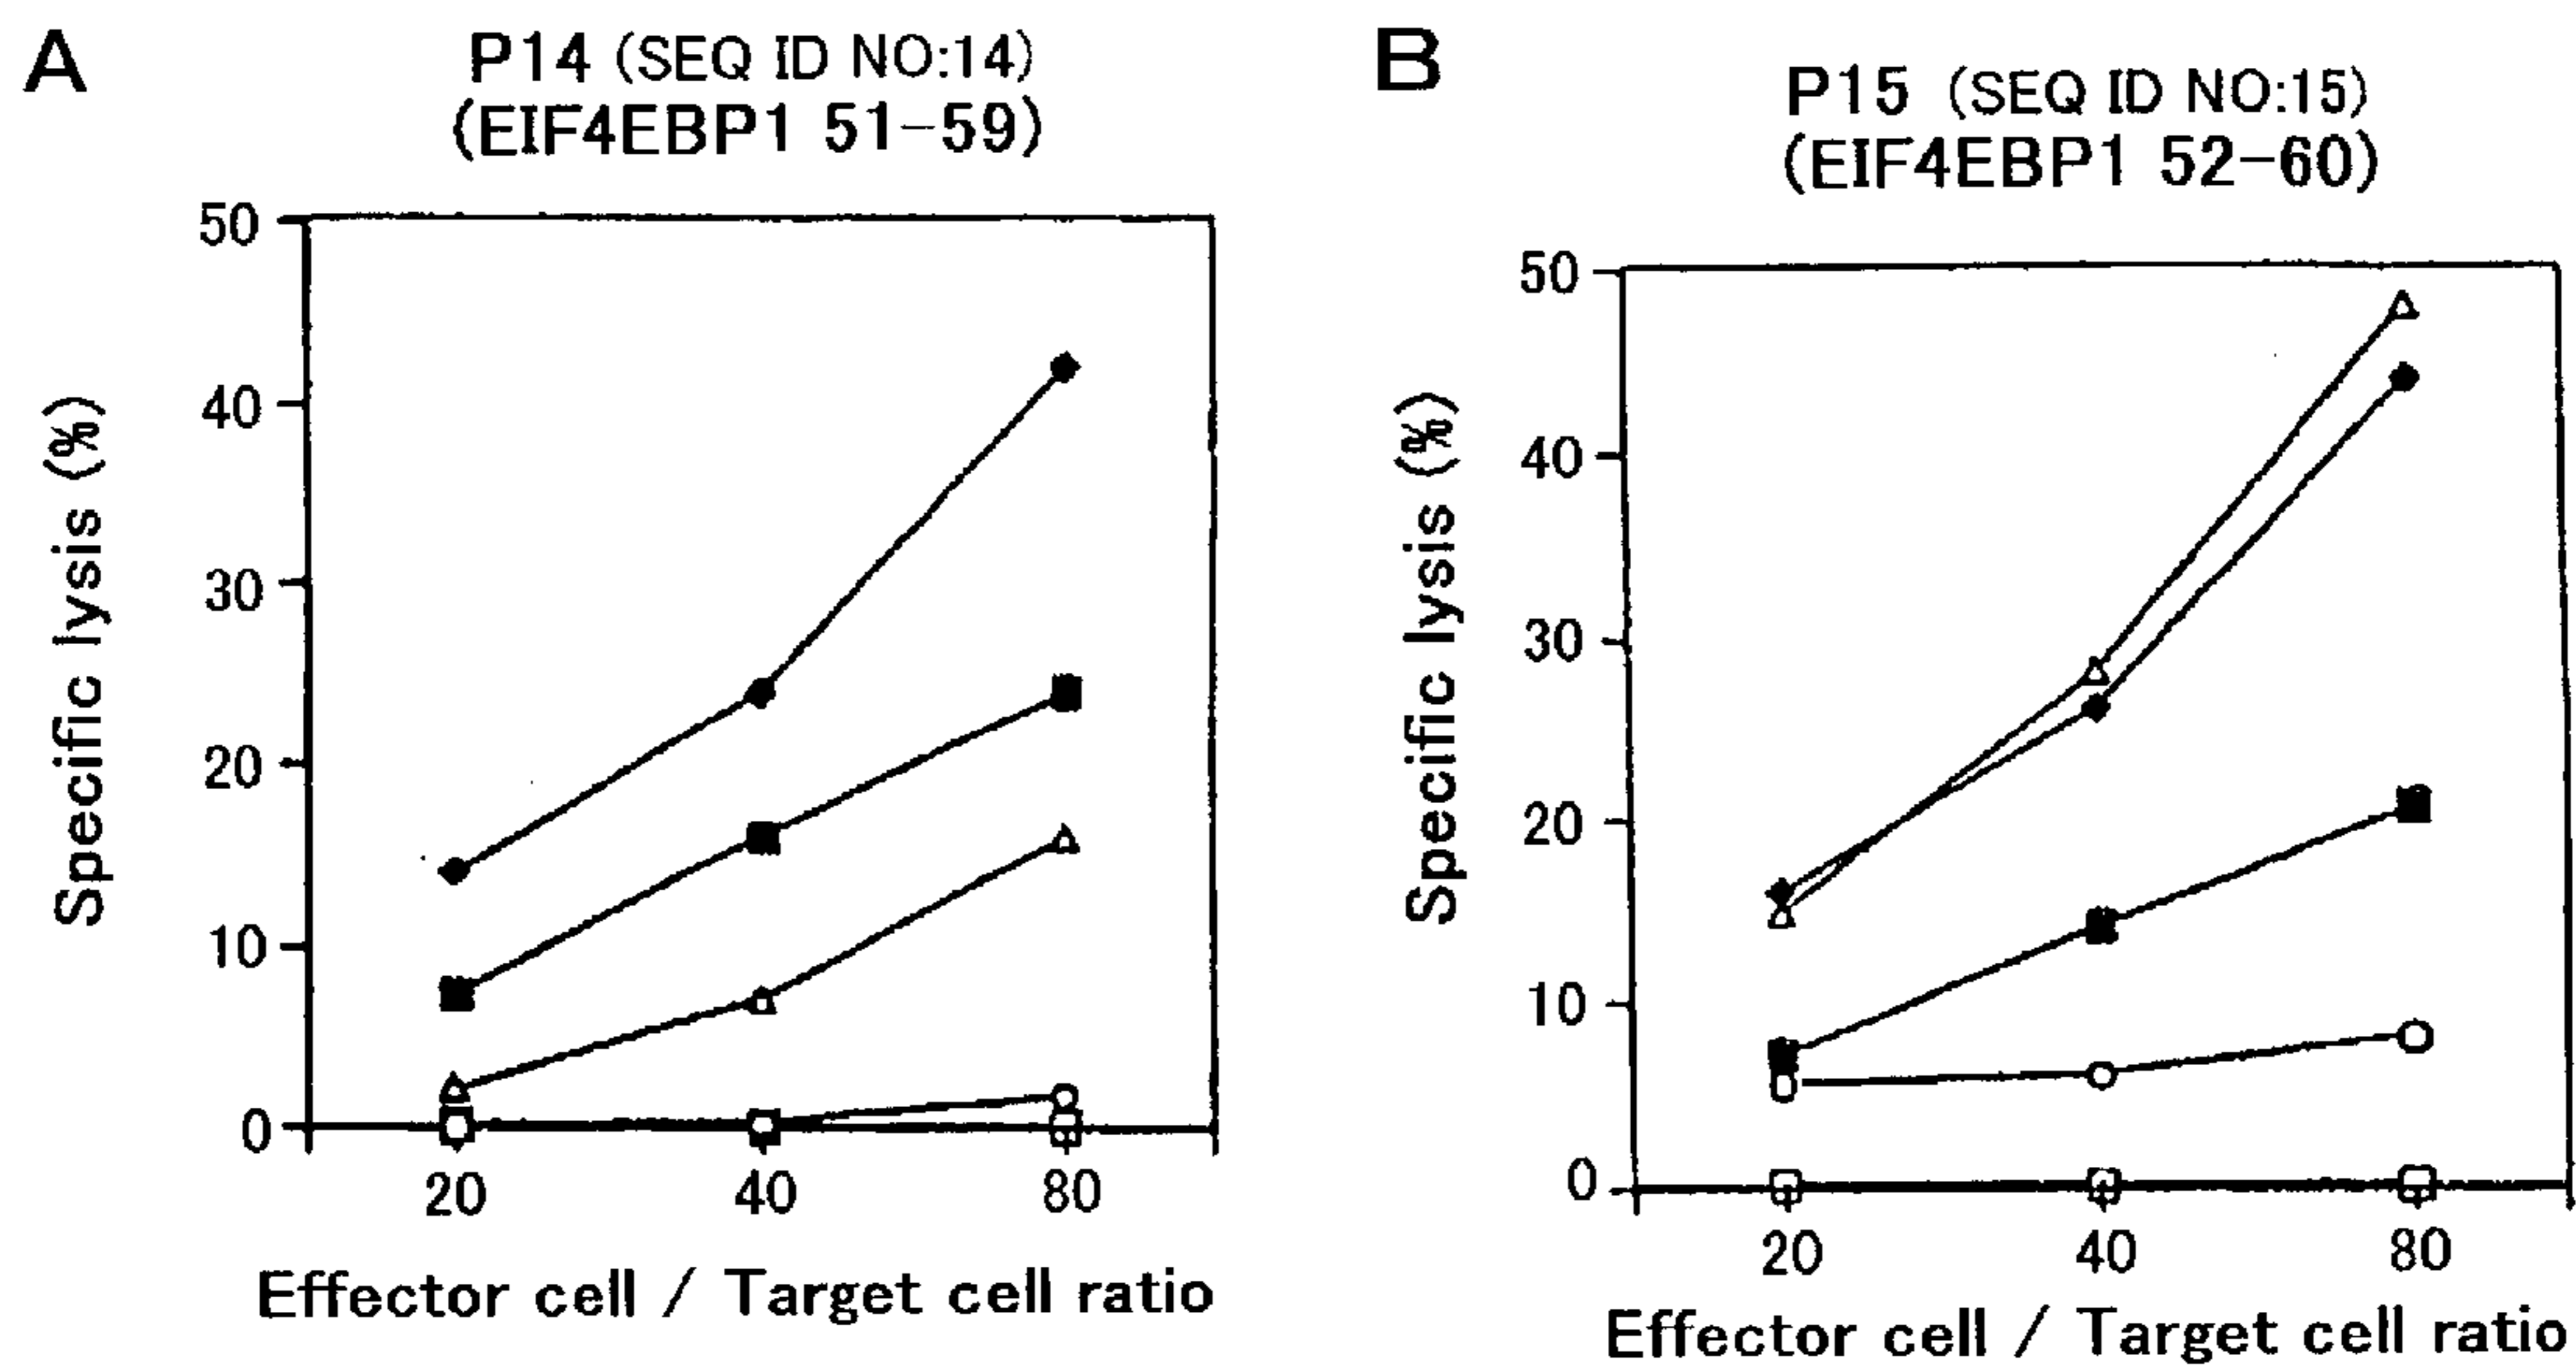 A
P14 (SEQ ID NO:14)
(EIF4EBP1 51-59)
50
40
30
20
10
0
Specific lysis (%)
20 40 80
Effector cell / Target cell ratio
B
P15 (SEQ ID NO:15)
(EIF4EBP1 52-60)
50
40
30
20
10
0
Specific lysis (%)
20 40 80
Effector cell / Target cell ratio